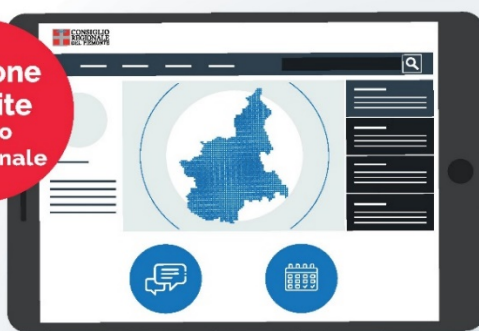 CONSIGLIO
REGIONALE
DEL PIEMONTE
one
ite
o
nale